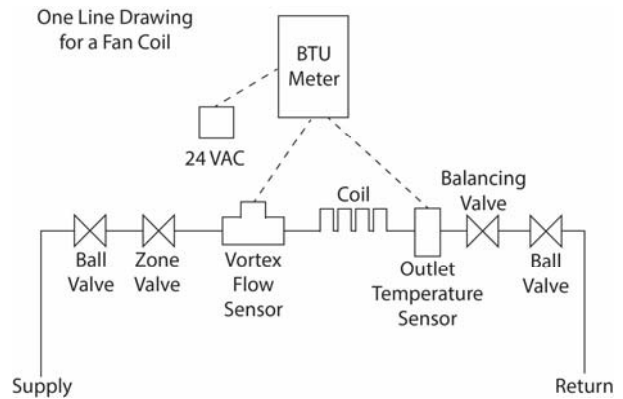 One Line Drawing
for a Fan Coil
BTU
Meter
24 VAC
Coil
Balancing
Valve
Ball
Valve
Zone
Valve
Vortex
Flow
Sensor
Outlet
Temperature
Sensor
Ball
Valve
Supply
Return